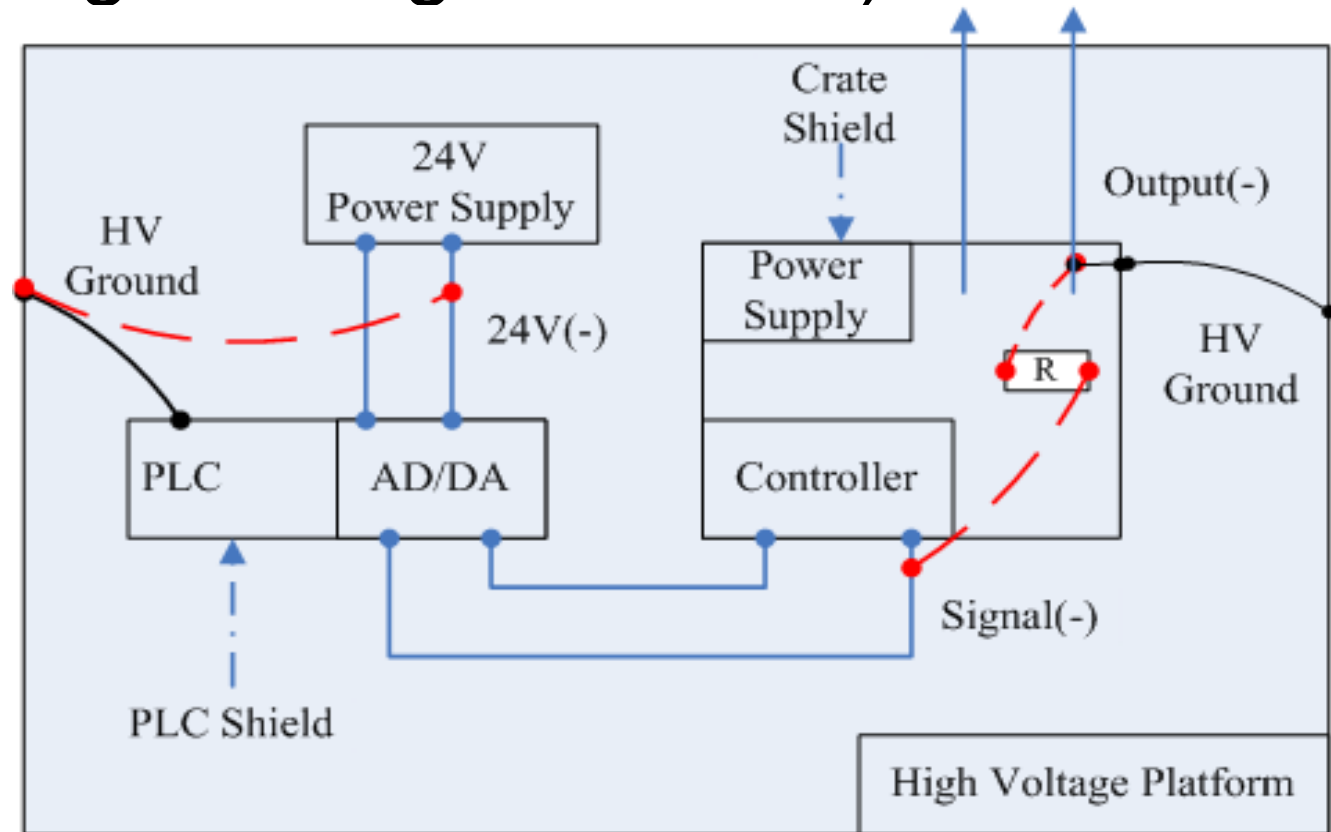 Crate
Shield
24V
Power Supply
Output(-)
HV
Ground
Power
Supply
24V(-)
HV
Ground
R
PLC
AD/DA
Controller
Signal(-)
PLC Shield
High Voltage Platform